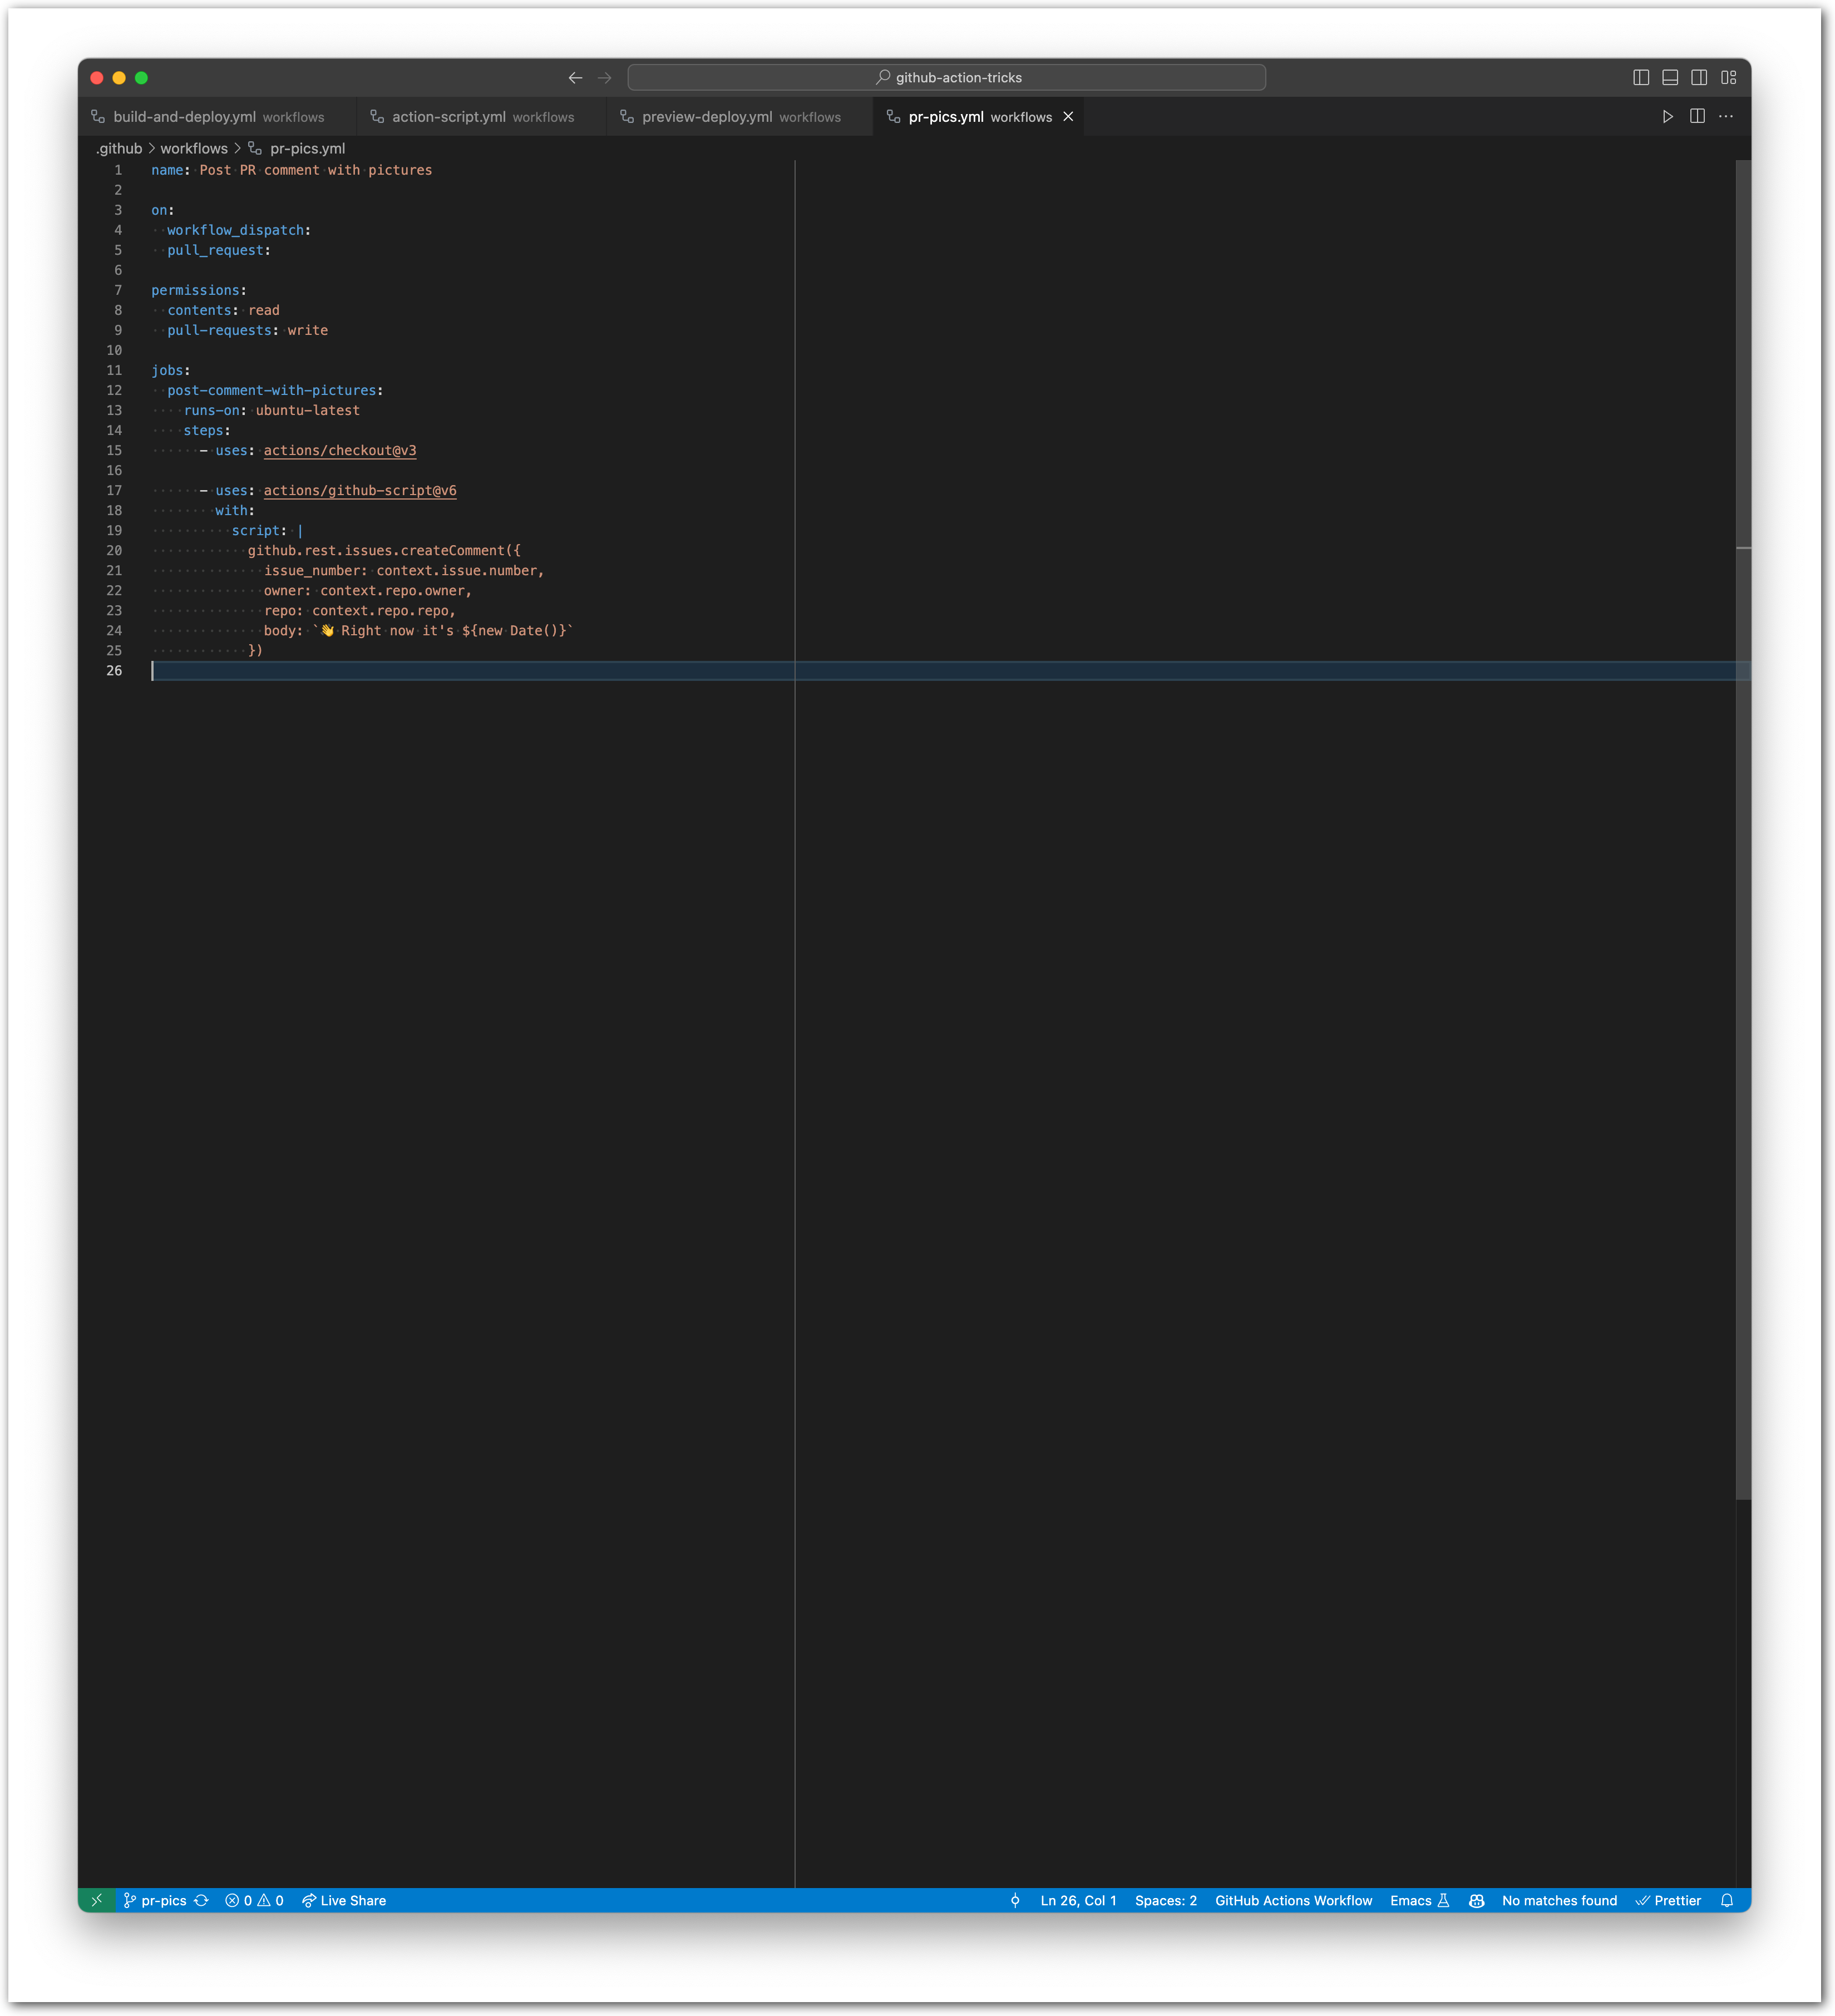 github-action-tricks
build-and-deploy.yml workflows action-script.yml workflows preview-deploy.yml workflows pr-pics.yml workflows
.github > workflows > pr-pics.yml
1 name: Post PR comment with pictures
2
3 on:
4   workflow_dispatch:
5   pull_request:
6
7 permissions:
8   contents: read
9   pull-requests: write
10
11 jobs:
12   post-comment-with-pictures:
13     runs-on: ubuntu-latest
14     steps:
15       - uses: actions/checkout@v3
16
17       - uses: actions/github-script@v6
18         with:
19           script: |
20             github.rest.issues.createComment({
21               issue_number: context.issue.number,
22               owner: context.repo.owner,
23               repo: context.repo.repo,
24               body: `👋 Right now it's ${new Date()}`
25             })
26
pr-pics 0 0 Live Share Ln 26, Col 1 Spaces: 2 GitHub Actions Workflow Emacs No matches found Prettier